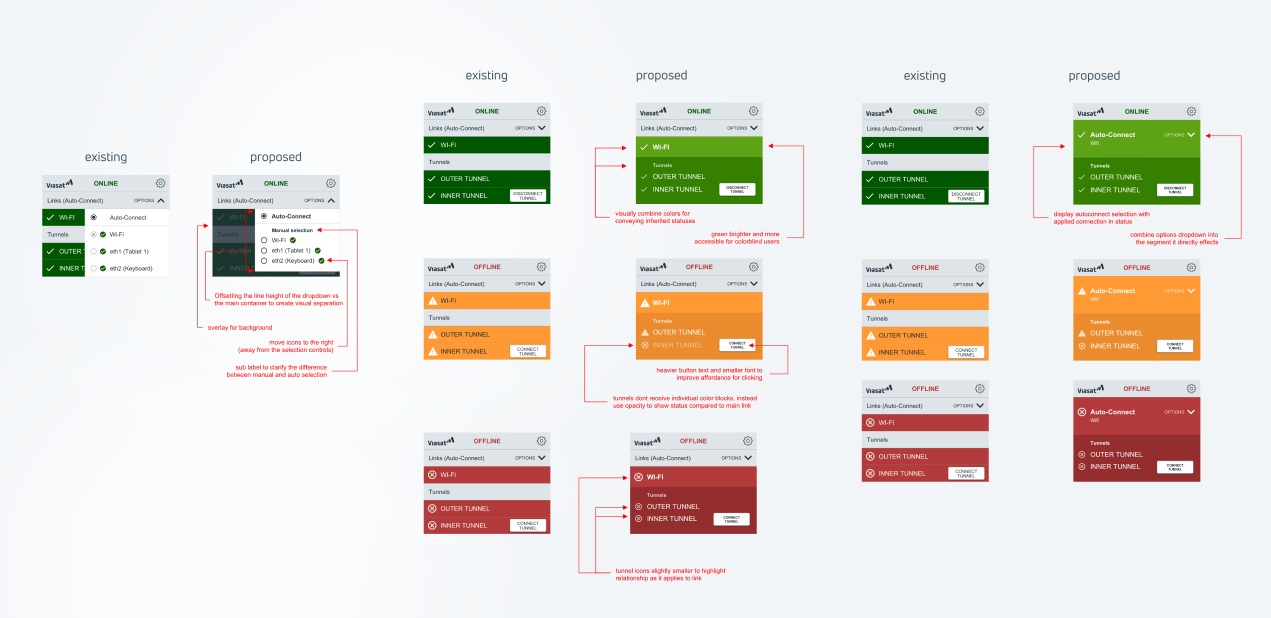 existing
proposed
Viasat
ONLINE
Links (Auto-Connect)
OPTIONS
WI-FI
Auto-Connect
Tunnels
Wi-Fi
OUTER T
eth1 (Tablet 1)
INNER T
eth2 (Keyboard)
Viasat
ONLINE
Links (Auto-Connect)
OPTIONS
WI-FI
Auto-Connect
Tunnels
Manual selection
Wi-Fi
OUTER
eth1 (Tablet 1)
eth2 (Keyboard)
INNER
Offsetting the line height of the dropdown vs
the main container to create visual separation
overlay for background
move icons to the right
(away from the selection controls)
sub label to clarify the difference
between manual and auto selection
existing
proposed
Viasat
ONLINE
Links (Auto-Connect)
OPTIONS
WI-FI
Tunnels
OUTER TUNNEL
INNER TUNNEL
DISCONNECT
TUNNEL
Viasat
ONLINE
Links (Auto-Connect)
OPTIONS
WI-FI
Tunnels
OUTER TUNNEL
INNER TUNNEL
DISCONNECT
TUNNEL
visually combine colors for
conveying inherited statuses
green brighter and more
accessible for colorblind users
Viasat
OFFLINE
Links (Auto-Connect)
OPTIONS
WI-FI
Tunnels
OUTER TUNNEL
INNER TUNNEL
CONNECT
TUNNEL
Viasat
OFFLINE
Links (Auto-Connect)
OPTIONS
WI-FI
Tunnels
OUTER TUNNEL
INNER TUNNEL
CONNECT
TUNNEL
heavier button text and smaller font to
improve affordance for clicking
tunnels dont receive individual color blocks, instead
use opacity to show status compared to main link
Viasat
OFFLINE
Links (Auto-Connect)
OPTIONS
WI-FI
Tunnels
OUTER TUNNEL
INNER TUNNEL
CONNECT
TUNNEL
Viasat
OFFLINE
Links (Auto-Connect)
OPTIONS
WI-FI
Tunnels
OUTER TUNNEL
INNER TUNNEL
CONNECT
TUNNEL
tunnel icons slightly smaller to highlight
relationship as it applies to link
existing
proposed
Viasat
ONLINE
Links (Auto-Connect)
OPTIONS
WI-FI
Tunnels
OUTER TUNNEL
INNER TUNNEL
DISCONNECT
TUNNEL
Viasat
ONLINE
Auto-Connect
OPTIONS
Wifi
Tunnels
OUTER TUNNEL
INNER TUNNEL
DISCONNECT
TUNNEL
display autoconnect selection with
applied connection in status
combine options dropdown into
the segment it directly effects
Viasat
OFFLINE
Links (Auto-Connect)
OPTIONS
WI-FI
Tunnels
OUTER TUNNEL
INNER TUNNEL
CONNECT
TUNNEL
Viasat
OFFLINE
Auto-Connect
OPTIONS
Wifi
Tunnels
OUTER TUNNEL
INNER TUNNEL
CONNECT
TUNNEL
Viasat
OFFLINE
Links (Auto-Connect)
OPTIONS
WI-FI
Tunnels
OUTER TUNNEL
INNER TUNNEL
CONNECT
TUNNEL
Viasat
OFFLINE
Auto-Connect
OPTIONS
Wifi
Tunnels
OUTER TUNNEL
INNER TUNNEL
CONNECT
TUNNEL